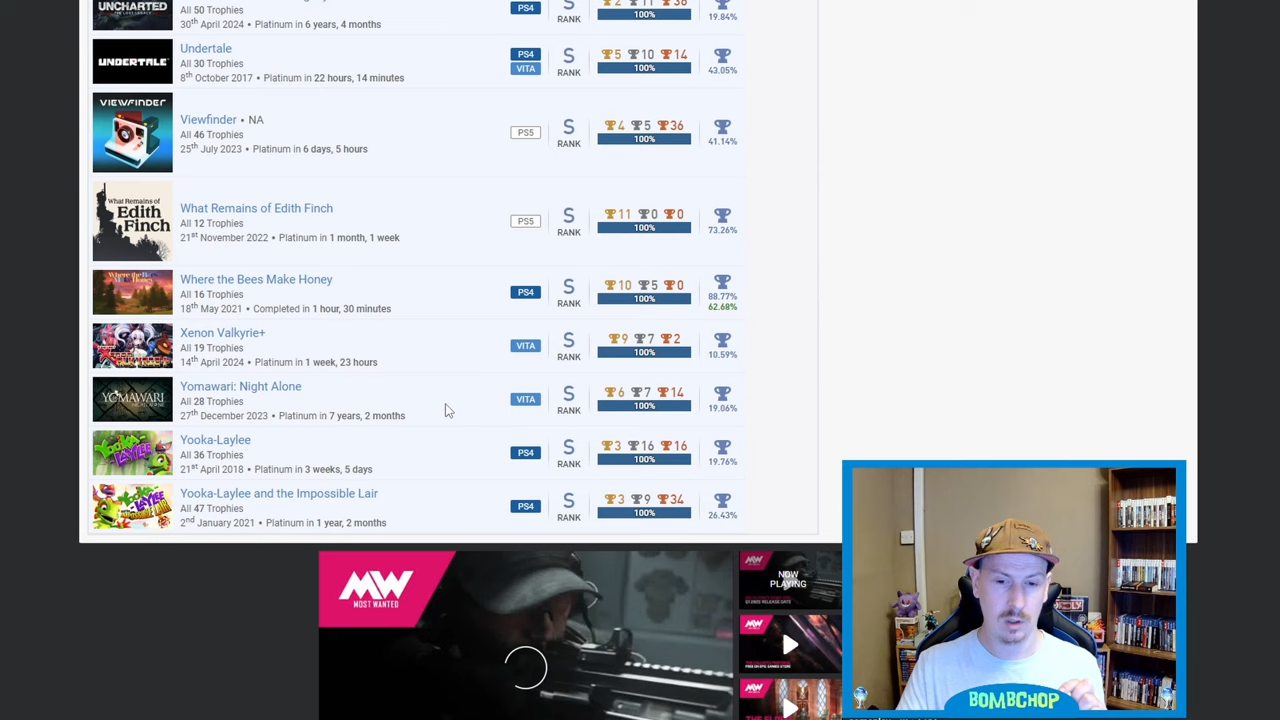 UNCHARTED
All 50 Trophies
30th April 2024 • Platinum in 6 years, 4 months
PS4
S
RANK
2 11 36
100%
19.84%
UNDERTALE
Undertale
All 30 Trophies
8th October 2017 • Platinum in 22 hours, 14 minutes
PS4
VITA
S
RANK
5 10 14
100%
43.05%
VIEWFINDER
Viewfinder • NA
All 46 Trophies
25th July 2023 • Platinum in 6 days, 5 hours
PS5
S
RANK
4 5 36
100%
41.14%
What Remains of
Edith
Finch
What Remains of Edith Finch
All 12 Trophies
21st November 2022 • Platinum in 1 month, 1 week
PS5
S
RANK
11 0 0
100%
73.26%
Where the Bees Make Honey
All 16 Trophies
18th May 2021 • Completed in 1 hour, 30 minutes
PS4
S
RANK
10 5 0
100%
88.77%
62.68%
Xenon Valkyrie+
All 19 Trophies
14th April 2024 • Platinum in 1 week, 23 hours
VITA
S
RANK
9 7 2
100%
10.59%
YOMAWARI
Yomawari: Night Alone
All 28 Trophies
27th December 2023 • Platinum in 7 years, 2 months
VITA
S
RANK
6 7 14
100%
19.06%
YOOKA-
LAYLEE
Yooka-Laylee
All 36 Trophies
21st April 2018 • Platinum in 3 weeks, 5 days
PS4
S
RANK
3 16 16
100%
19.76%
Yooka-Laylee and the Impossible Lair
All 47 Trophies
2nd January 2021 • Platinum in 1 year, 2 months
PS4
S
RANK
3 9 34
100%
26.43%
MW
MOST WANTED
MW
NOW
PLAYING
MW
MW
BOMBCHOP